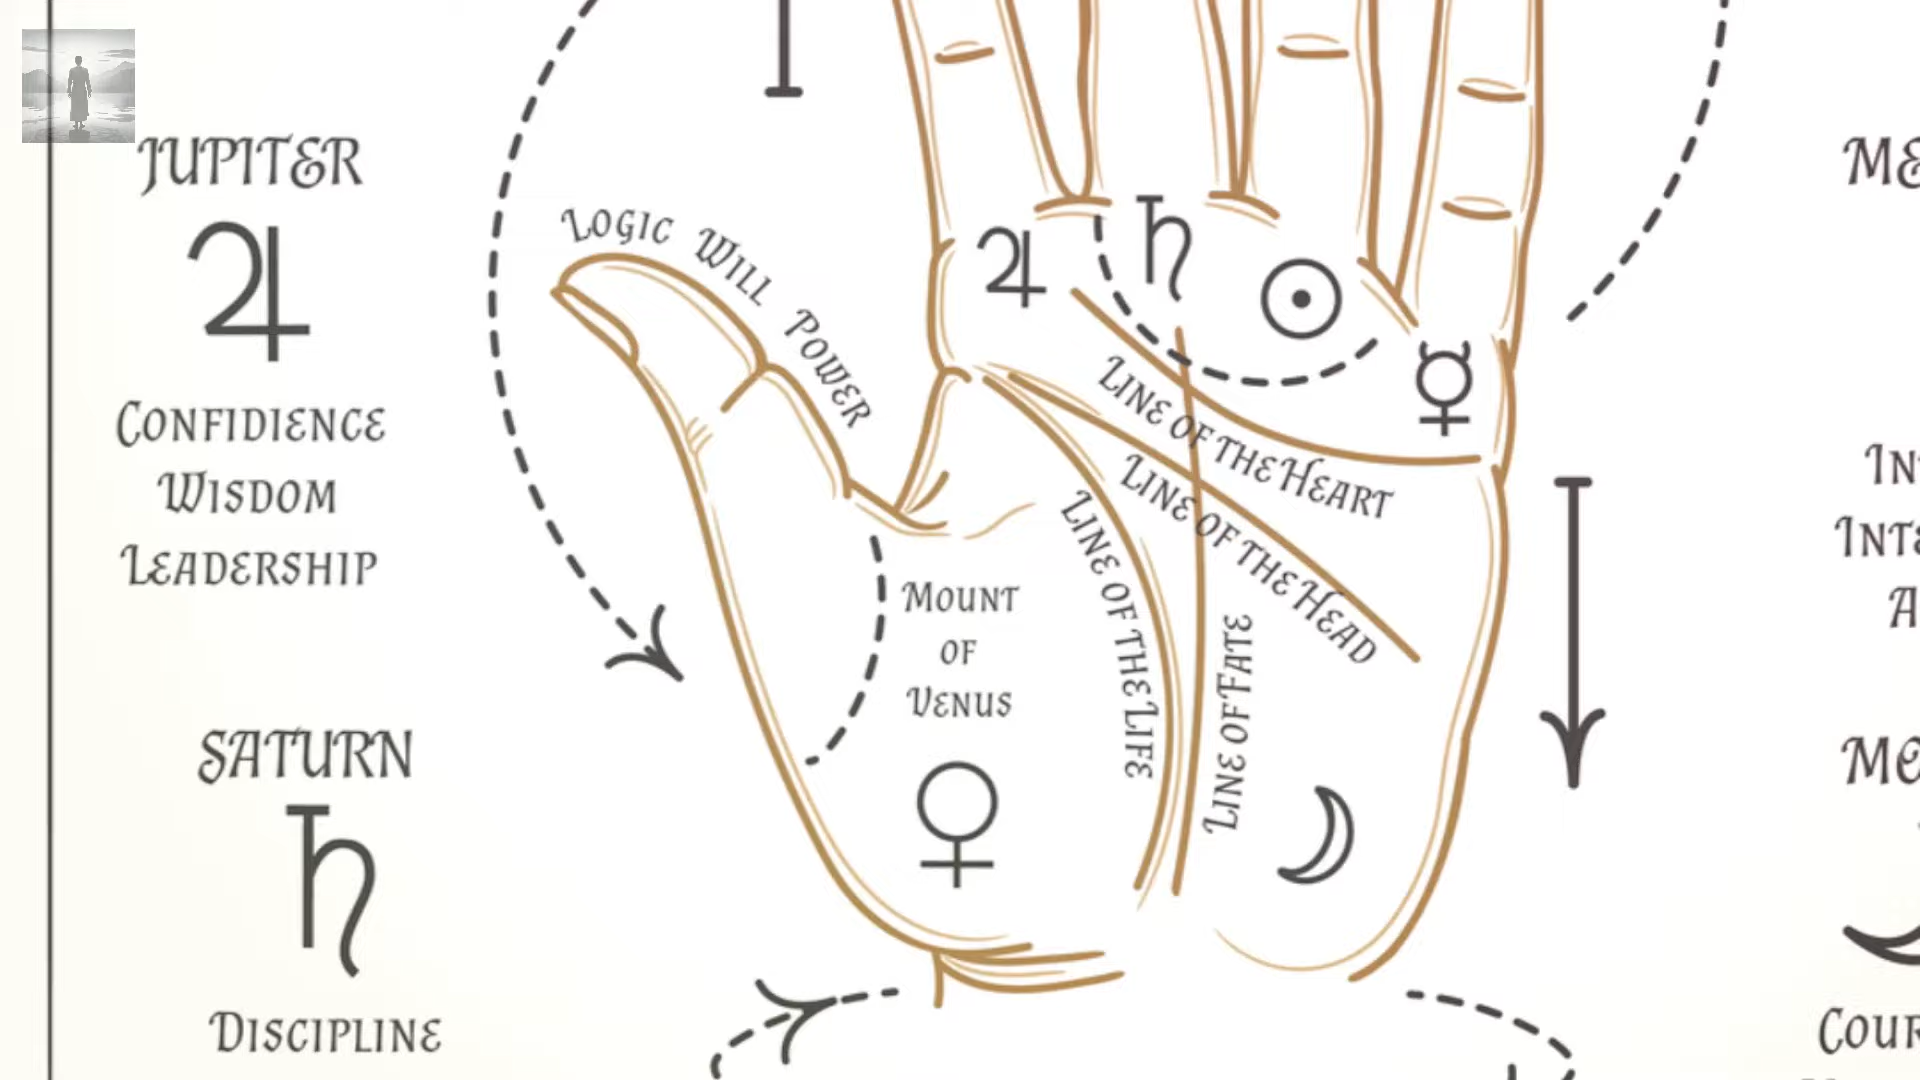 JUPITER
CONFIDIENCE
WISDOM
LEADERSHIP
SATURN
DISCIPLINE
LOGIC WILL POWER
LINE OF THE HEART
LINE OF THE HEAD
LINE OF THE LIFE
LINE OF FATE
MOUNT
OF
VENUS